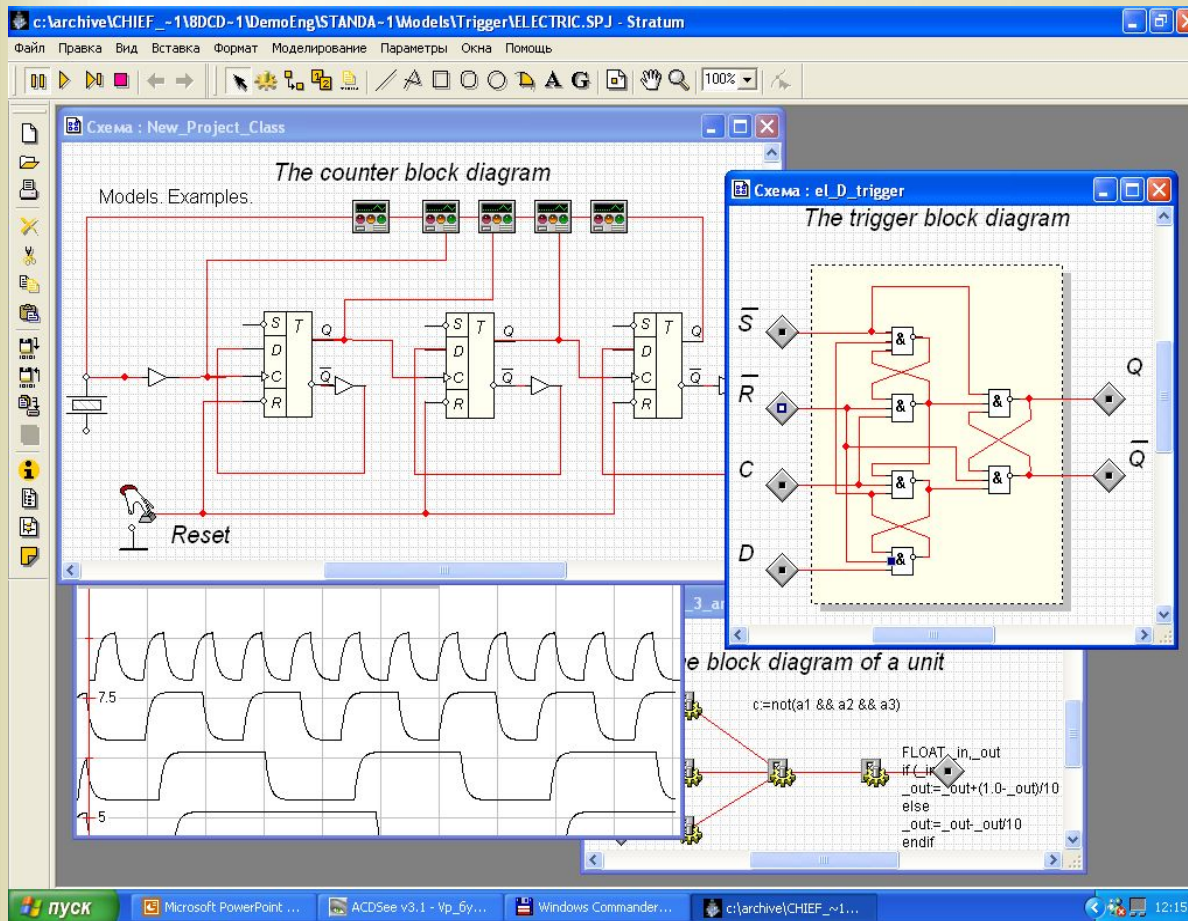 c:\archive\CHIEF_~1\8DCD~1\DemoEng\STANDA~1\Models\Trigger\ELECTRIC.SPJ - Stratum
Файл Правка Вид Вставка Формат Моделирование Параметры Окна Помощь
A G 100%
Схема : New_Project_Class
The counter block diagram
Models. Examples.
S T Q
D
C Q
R
S T Q
D
C Q
R
S T Q
D
C Q
R
Reset
Схема : el_D_trigger
The trigger block diagram
S
&
Q
R
& &
C
& &
Q
D
&
7.5
5
_3_
block diagram of a unit
c:=not(a1 && a2 && a3)
FLOAT _in,_out
if (_in
_out:=_out+(1.0-_out)/10
else
_out:=_out-_out/10
endif
пуск
Microsoft PowerPoint ...
ACDSee v3.1 - Vp_бу...
Windows Commander...
c:\archive\CHIEF_~1...
12:15